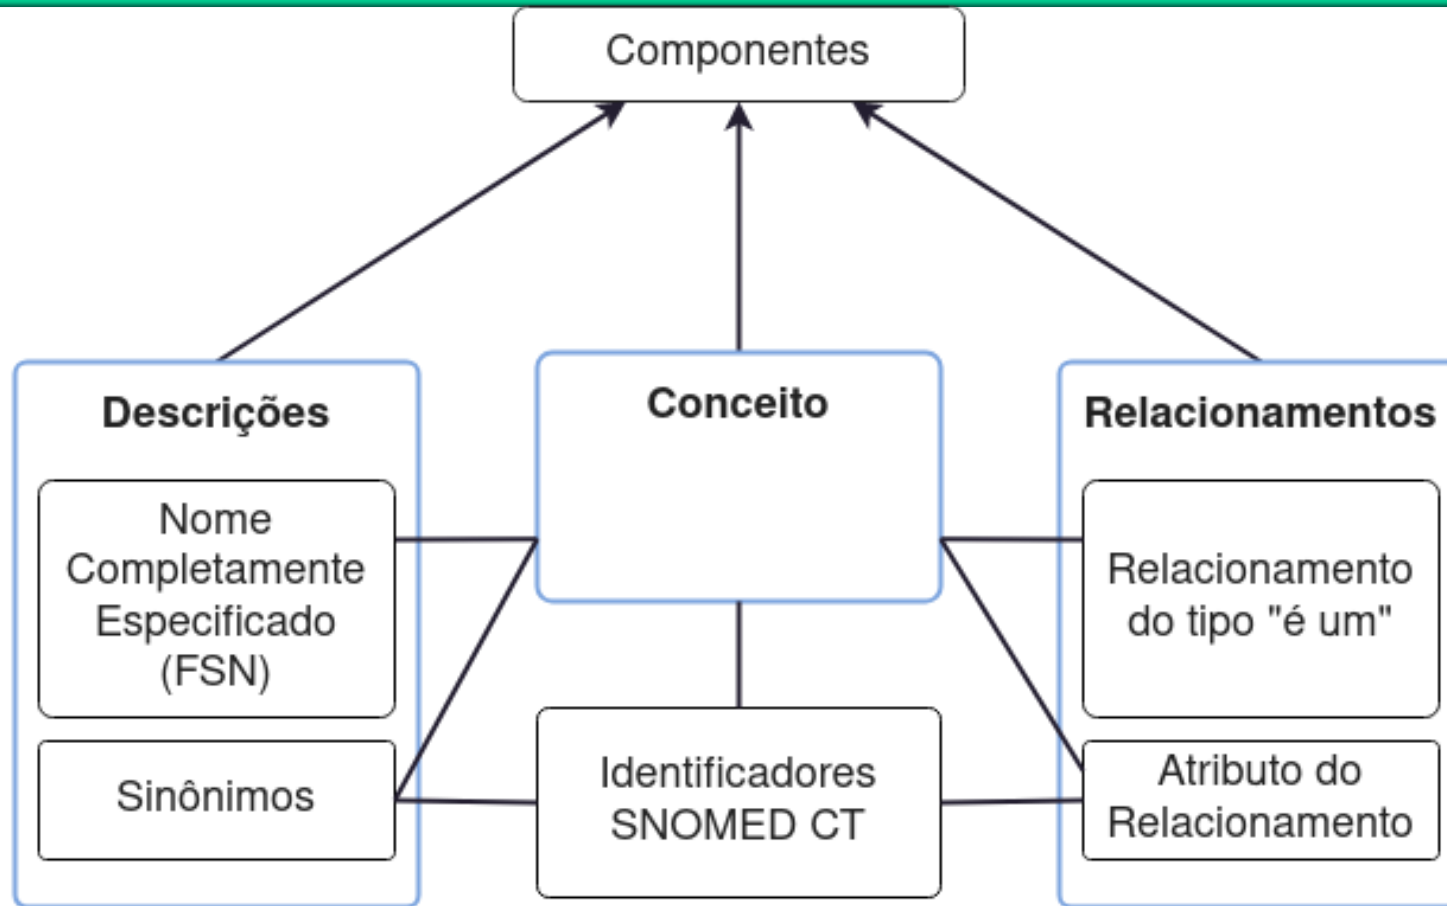 Componentes
Descrições
Nome
Completamente
Especificado
(FSN)
Sinônimos
Conceito
Identificadores
SNOMED CT
Relacionamentos
Relacionamento
do tipo "é um"
Atributo do
Relacionamento